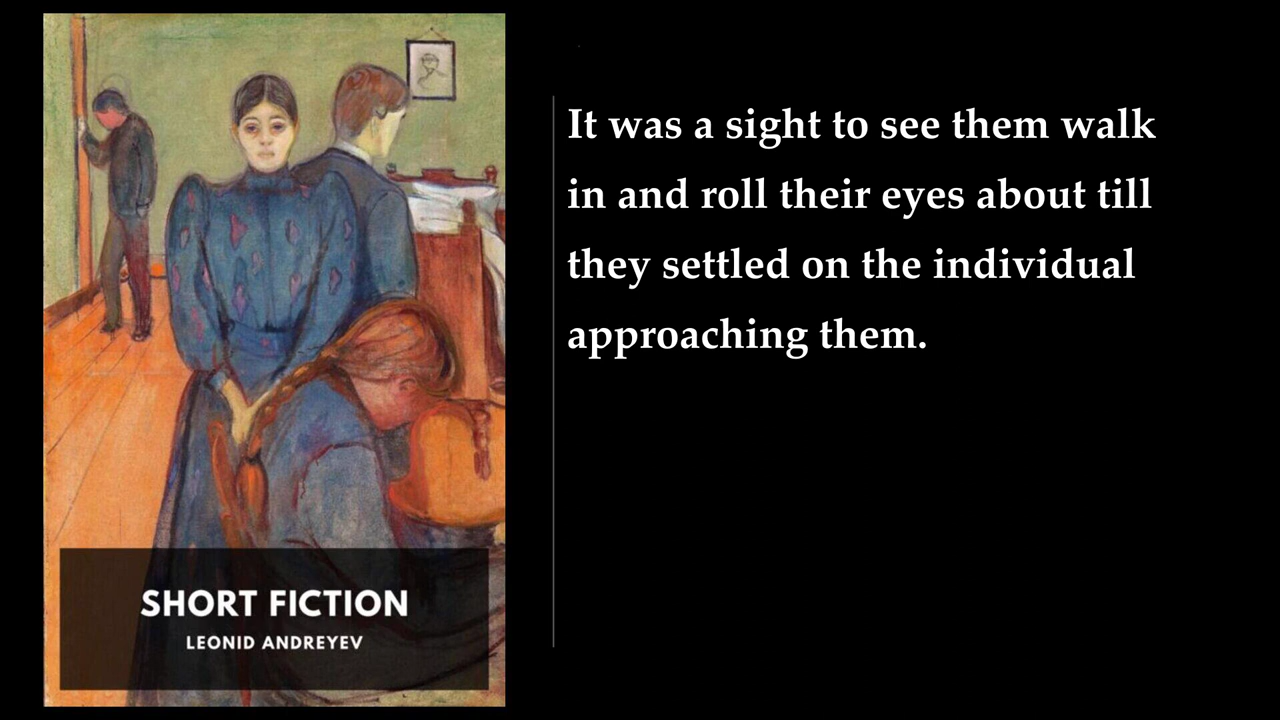 SHORT FICTION
LEONID ANDREYEV
It was a sight to see them walk
in and roll their eyes about till
they settled on the individual
approaching them.